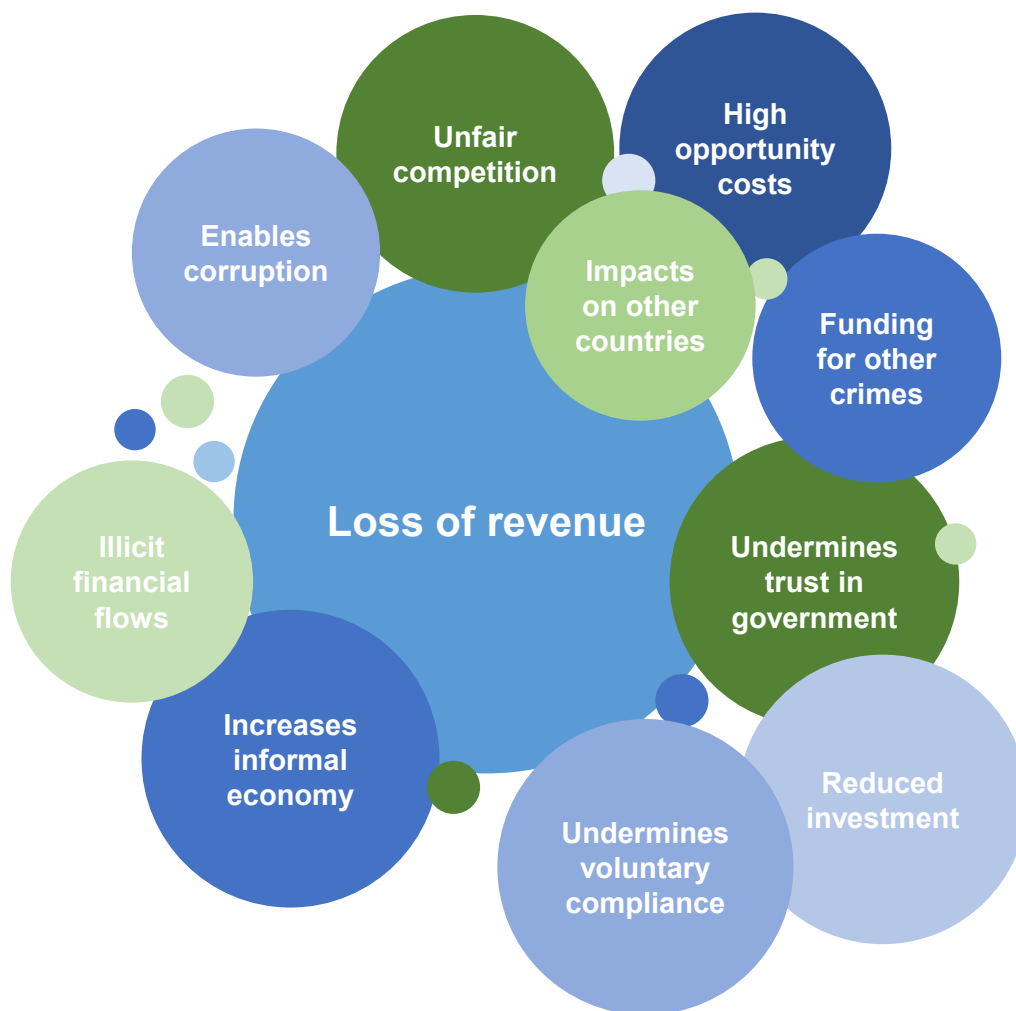 High
opportunity
costs
Unfair
competition
Enables
corruption
Impacts
on other
countries
Funding
for other
crimes
Loss of revenue
Illicit
financial
flows
Undermines
trust in
government
Increases
informal
economy
Reduced
investment
Undermines
voluntary
compliance